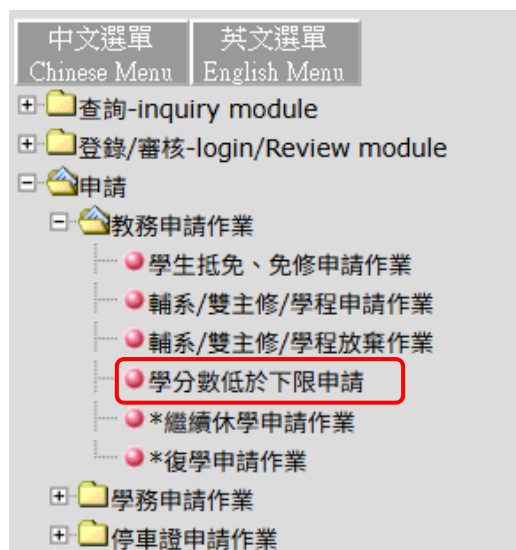 中文選單 英文選單
Chinese Menu English Menu
查詢-inquiry module
登錄/審核-login/Review module
申請
教務申請作業
學生抵免、免修申請作業
輔系/雙主修/學程申請作業
輔系/雙主修/學程放棄作業
學分數低於下限申請
*繼續休學申請作業
*復學申請作業
學務申請作業
停車證申請作業